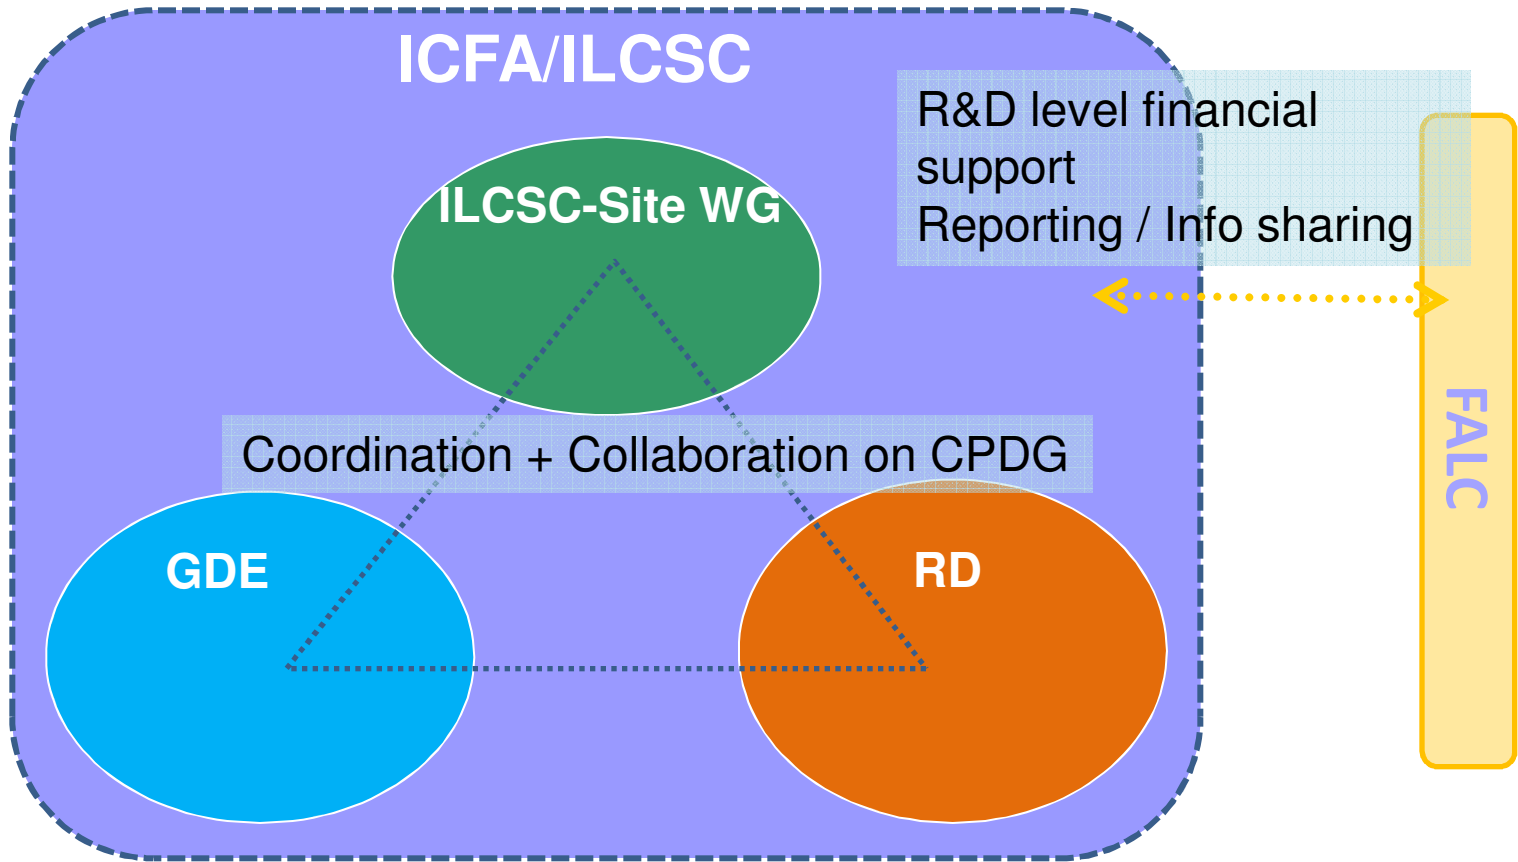 ICFA/ILCSC
R&D level financial
support
Reporting / Info sharing
ILCSC-Site WG
Coordination + Collaboration on CPDG
GDE
RD
FALC